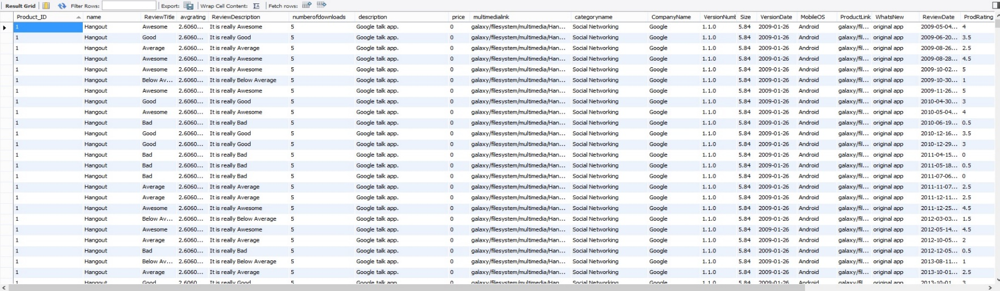 Result Grid Filter Rows: Export: Wrap Cell Content: Fetch rows:
Product_ID name ReviewTitle avgrating ReviewDescription numberofdownloads description price multimedialink categoryname CompanyName VersionNumb Size VersionDate MobileOS ProductLink WhatsNew ReviewDate ProdRating
1 Hangout Awesome 2.6060... It is really Awesome 5 Google talk app. 0 galaxy/filesystem/multimedia/Han... Social Networking Google 1.1.0 5.84 2009-01-26 Android galaxy/fil... original app 2009-05-04... 4
1 Hangout Good 2.6060... It is really Good 5 Google talk app. 0 galaxy/filesystem/multimedia/Han... Social Networking Google 1.1.0 5.84 2009-01-26 Android galaxy/fil... original app 2009-06-20... 3.5
1 Hangout Average 2.6060... It is really Average 5 Google talk app. 0 galaxy/filesystem/multimedia/Han... Social Networking Google 1.1.0 5.84 2009-01-26 Android galaxy/fil... original app 2009-08-26... 2.5
1 Hangout Awesome 2.6060... It is really Awesome 5 Google talk app. 0 galaxy/filesystem/multimedia/Han... Social Networking Google 1.1.0 5.84 2009-01-26 Android galaxy/fil... original app 2009-08-28... 4.5
1 Hangout Awesome 2.6060... It is really Awesome 5 Google talk app. 0 galaxy/filesystem/multimedia/Han... Social Networking Google 1.1.0 5.84 2009-01-26 Android galaxy/fil... original app 2009-10-02... 5
1 Hangout Below Av... 2.6060... It is really Below Average 5 Google talk app. 0 galaxy/filesystem/multimedia/Han... Social Networking Google 1.1.0 5.84 2009-01-26 Android galaxy/fil... original app 2009-10-30... 1
1 Hangout Awesome 2.6060... It is really Awesome 5 Google talk app. 0 galaxy/filesystem/multimedia/Han... Social Networking Google 1.1.0 5.84 2009-01-26 Android galaxy/fil... original app 2009-11-26... 5
1 Hangout Good 2.6060... It is really Good 5 Google talk app. 0 galaxy/filesystem/multimedia/Han... Social Networking Google 1.1.0 5.84 2009-01-26 Android galaxy/fil... original app 2010-04-30... 3
1 Hangout Awesome 2.6060... It is really Awesome 5 Google talk app. 0 galaxy/filesystem/multimedia/Han... Social Networking Google 1.1.0 5.84 2009-01-26 Android galaxy/fil... original app 2010-05-04... 4
1 Hangout Bad 2.6060... It is really Bad 5 Google talk app. 0 galaxy/filesystem/multimedia/Han... Social Networking Google 1.1.0 5.84 2009-01-26 Android galaxy/fil... original app 2010-06-19... 0.5
1 Hangout Good 2.6060... It is really Good 5 Google talk app. 0 galaxy/filesystem/multimedia/Han... Social Networking Google 1.1.0 5.84 2009-01-26 Android galaxy/fil... original app 2010-12-16... 3.5
1 Hangout Good 2.6060... It is really Good 5 Google talk app. 0 galaxy/filesystem/multimedia/Han... Social Networking Google 1.1.0 5.84 2009-01-26 Android galaxy/fil... original app 2010-12-29... 3
1 Hangout Bad 2.6060... It is really Bad 5 Google talk app. 0 galaxy/filesystem/multimedia/Han... Social Networking Google 1.1.0 5.84 2009-01-26 Android galaxy/fil... original app 2011-04-15... 0
1 Hangout Bad 2.6060... It is really Bad 5 Google talk app. 0 galaxy/filesystem/multimedia/Han... Social Networking Google 1.1.0 5.84 2009-01-26 Android galaxy/fil... original app 2011-05-18... 0.5
1 Hangout Bad 2.6060... It is really Bad 5 Google talk app. 0 galaxy/filesystem/multimedia/Han... Social Networking Google 1.1.0 5.84 2009-01-26 Android galaxy/fil... original app 2011-07-06... 0
1 Hangout Average 2.6060... It is really Average 5 Google talk app. 0 galaxy/filesystem/multimedia/Han... Social Networking Google 1.1.0 5.84 2009-01-26 Android galaxy/fil... original app 2011-11-07... 2.5
1 Hangout Average 2.6060... It is really Average 5 Google talk app. 0 galaxy/filesystem/multimedia/Han... Social Networking Google 1.1.0 5.84 2009-01-26 Android galaxy/fil... original app 2011-12-11... 2.5
1 Hangout Awesome 2.6060... It is really Awesome 5 Google talk app. 0 galaxy/filesystem/multimedia/Han... Social Networking Google 1.1.0 5.84 2009-01-26 Android galaxy/fil... original app 2011-12-25... 4.5
1 Hangout Below Av... 2.6060... It is really Below Average 5 Google talk app. 0 galaxy/filesystem/multimedia/Han... Social Networking Google 1.1.0 5.84 2009-01-26 Android galaxy/fil... original app 2012-03-03... 1.5
1 Hangout Awesome 2.6060... It is really Awesome 5 Google talk app. 0 galaxy/filesystem/multimedia/Han... Social Networking Google 1.1.0 5.84 2009-01-26 Android galaxy/fil... original app 2012-05-14... 4.5
1 Hangout Average 2.6060... It is really Average 5 Google talk app. 0 galaxy/filesystem/multimedia/Han... Social Networking Google 1.1.0 5.84 2009-01-26 Android galaxy/fil... original app 2012-10-05... 2
1 Hangout Bad 2.6060... It is really Bad 5 Google talk app. 0 galaxy/filesystem/multimedia/Han... Social Networking Google 1.1.0 5.84 2009-01-26 Android galaxy/fil... original app 2012-12-05... 0.5
1 Hangout Below Av... 2.6060... It is really Below Average 5 Google talk app. 0 galaxy/filesystem/multimedia/Han... Social Networking Google 1.1.0 5.84 2009-01-26 Android galaxy/fil... original app 2013-08-11... 1
1 Hangout Average 2.6060... It is really Average 5 Google talk app. 0 galaxy/filesystem/multimedia/Han... Social Networking Google 1.1.0 5.84 2009-01-26 Android galaxy/fil... original app 2013-10-01... 2.5
1 Hangout Good 2.6060... It is really Good 5 Google talk app. 0 galaxy/filesystem/multimedia/Han... Social Networking Google 1.1.0 5.84 2009-01-26 Android galaxy/fil... original app 2013-10-01... 3